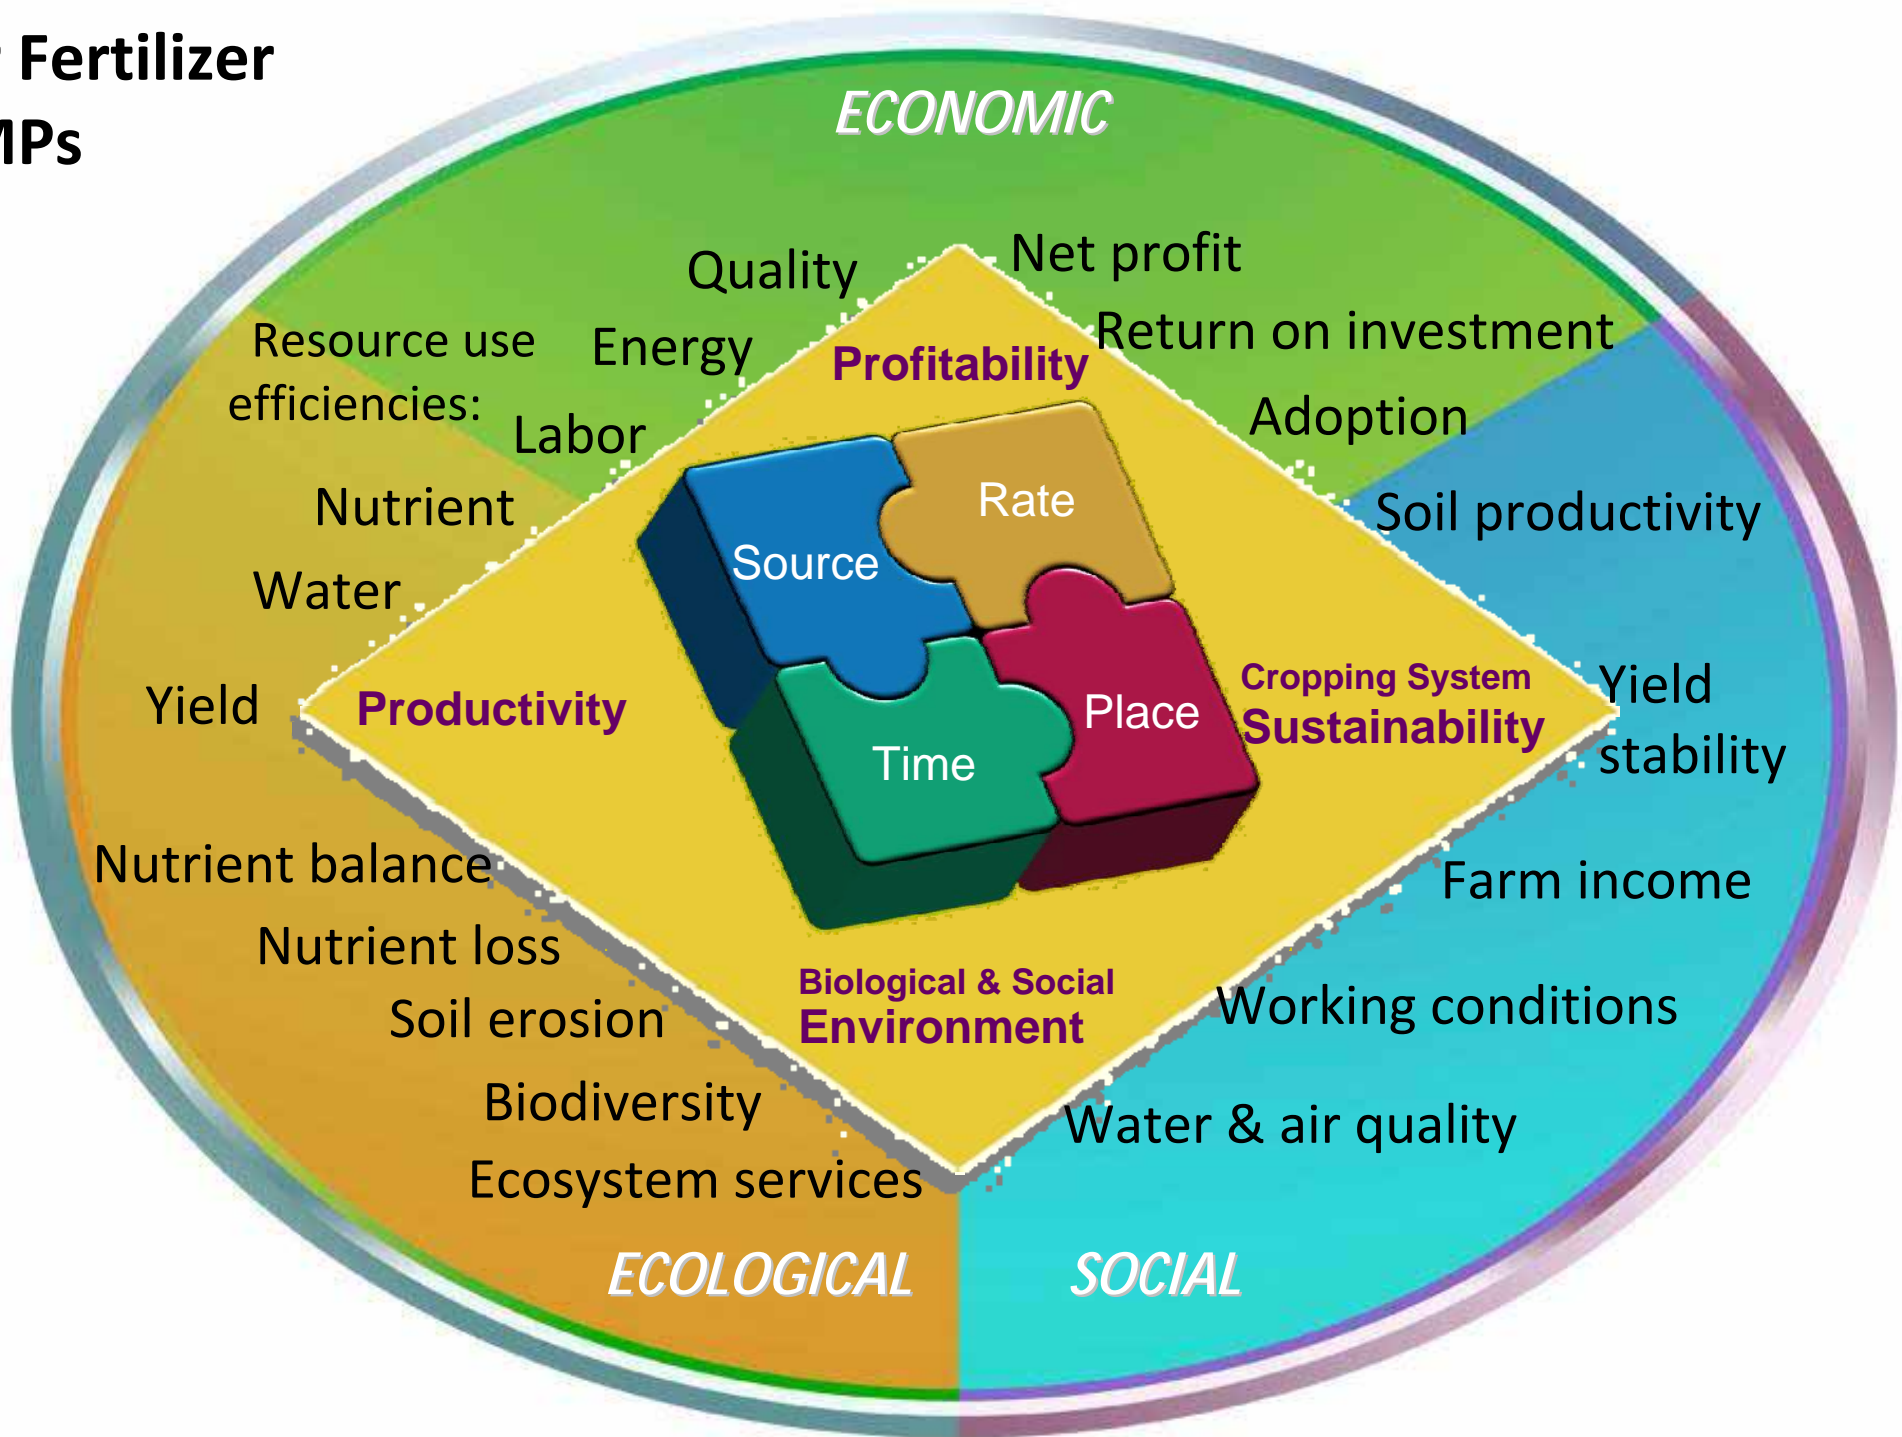 Fertilizer
MPs
ECONOMIC
Quality
Net profit
Resource use
efficiencies:
Energy
Return on investment
Profitability
Labor
Adoption
Nutrient
Rate
Soil productivity
Source
Water
Yield
Productivity
Cropping System
Sustainability
Yield
stability
Place
Time
Nutrient balance
Farm income
Nutrient loss
Biological & Social
Environment
Working conditions
Soil erosion
Biodiversity
Water & air quality
Ecosystem services
ECOLOGICAL
SOCIAL